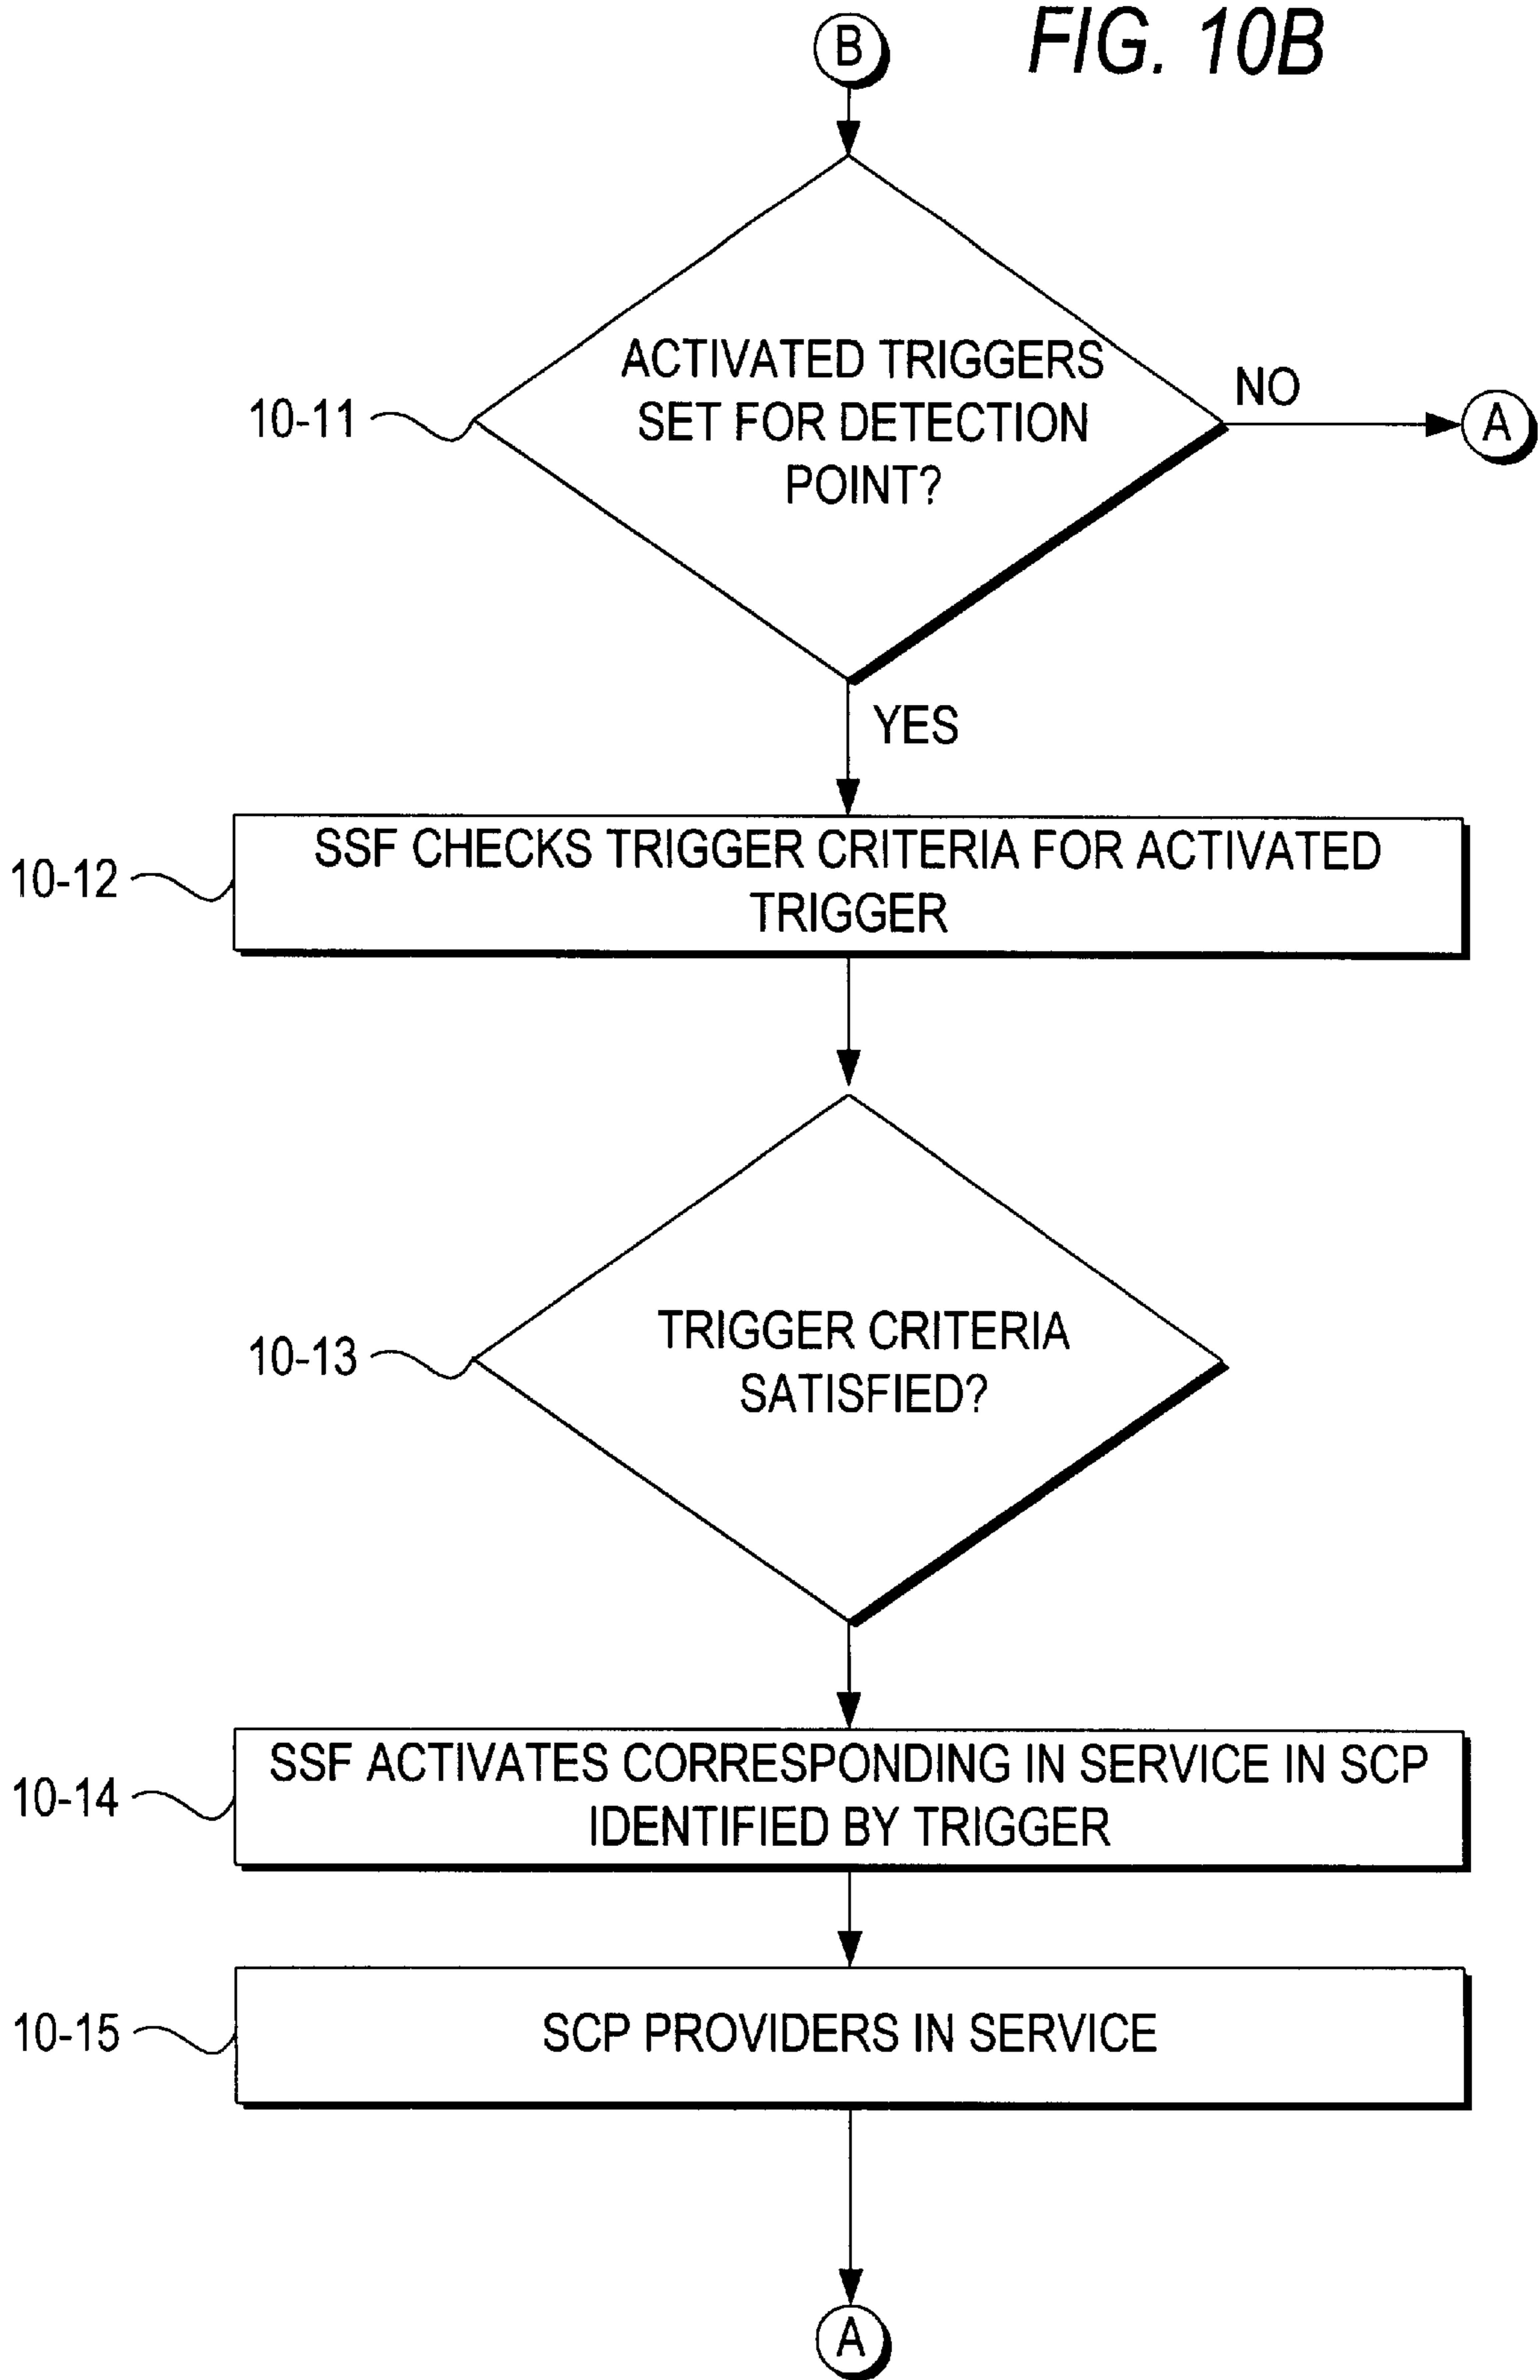 B
FIG. 10B
ACTIVATED TRIGGERS
SET FOR DETECTION
POINT?
10-11
NO
A
YES
SSF CHECKS TRIGGER CRITERIA FOR ACTIVATED
TRIGGER
10-12
TRIGGER CRITERIA
SATISFIED?
10-13
SSF ACTIVATES CORRESPONDING IN SERVICE IN SCP
IDENTIFIED BY TRIGGER
10-14
SCP PROVIDERS IN SERVICE
10-15
A